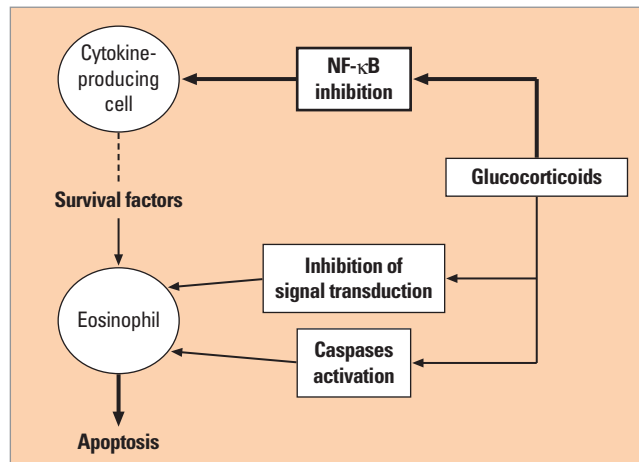 Cytokine-
producing
cell
NF-κB
inhibition
Glucocorticoids
Survival factors
Inhibition of
signal transduction
Eosinophil
Caspases
activation
Apoptosis